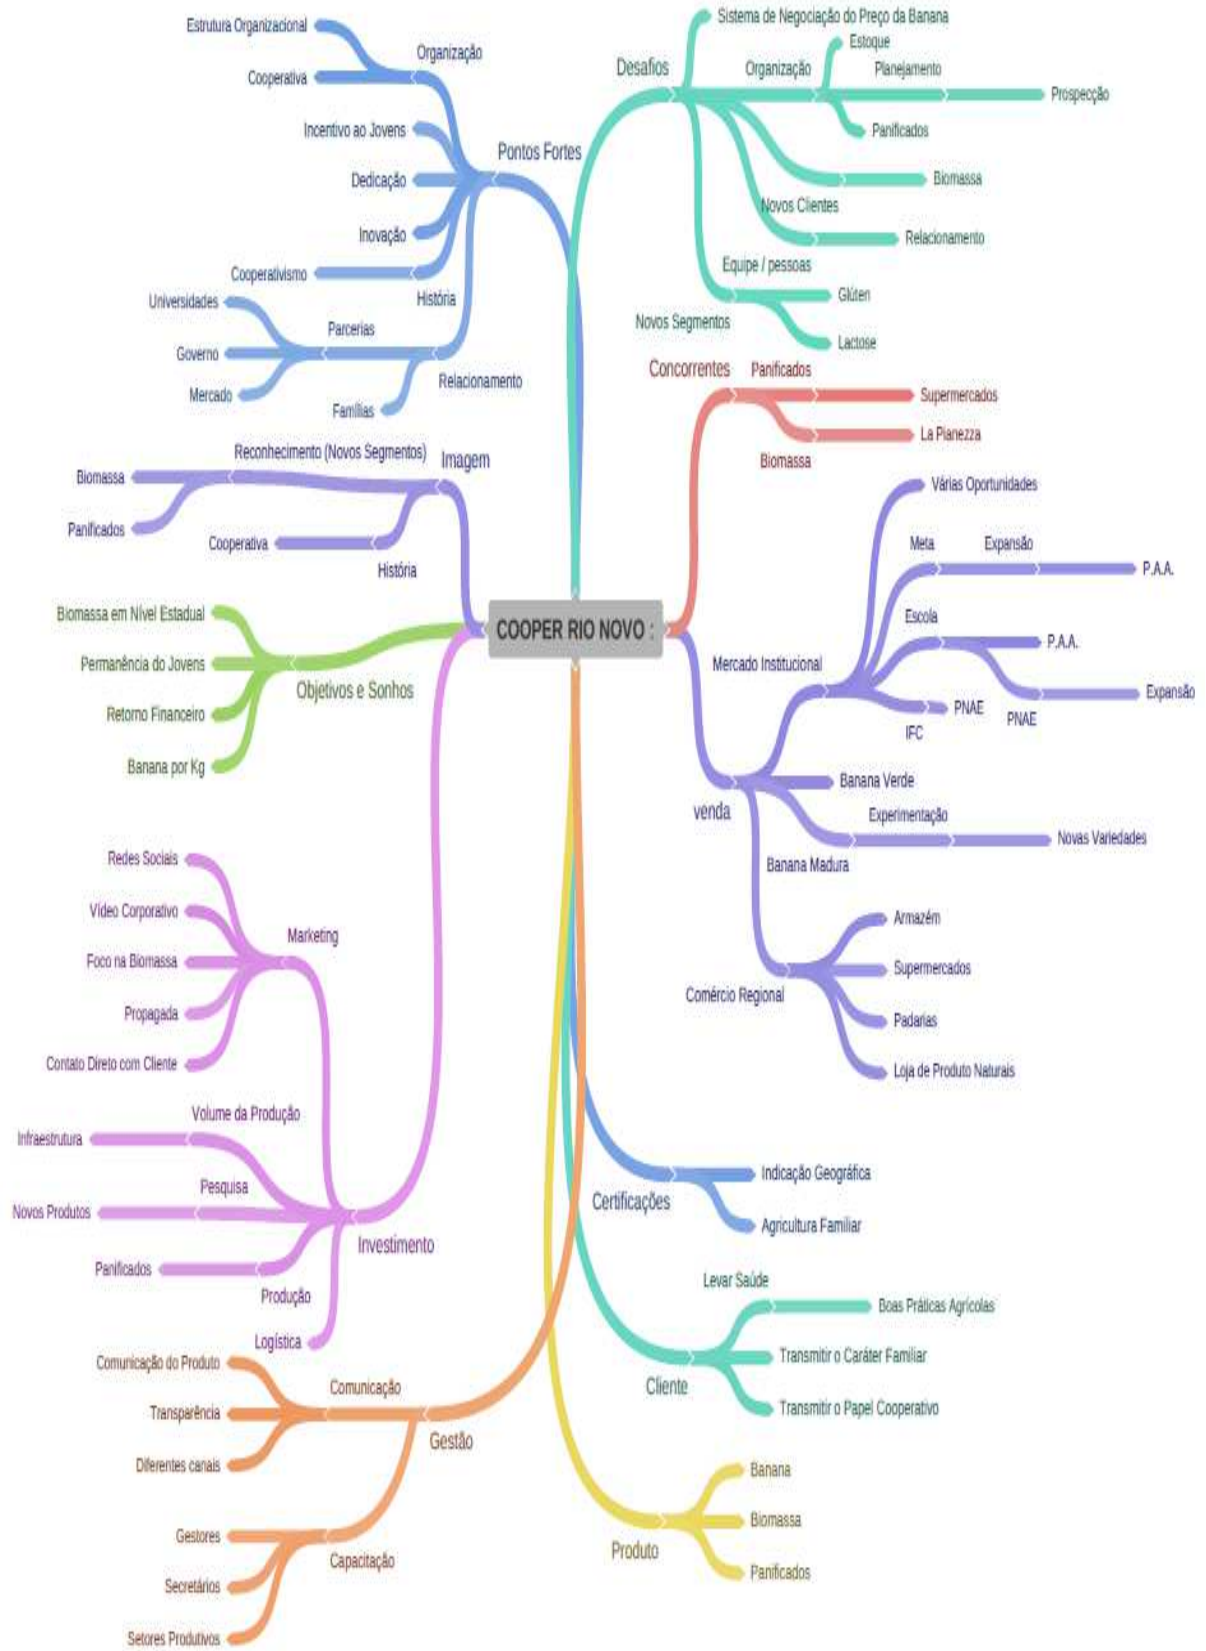 COOPER RIO NOVO :
Pontos Fortes
Organização
Estrutura Organizacional
Cooperativa
Incentivo ao Jovens
Dedicação
Inovação
História
Cooperativismo
Relacionamento
Parcerias
Universidades
Governo
Mercado
Famílias
Imagem
Reconhecimento (Novos Segmentos)
Biomassa
Panificados
História
Cooperativa
Objetivos e Sonhos
Biomassa em Nível Estadual
Permanência do Jovens
Retorno Financeiro
Banana por Kg
Investimento
Marketing
Redes Sociais
Vídeo Corporativo
Foco na Biomassa
Propagada
Contato Direto com Cliente
Volume da Produção
Infraestrutura
Pesquisa
Novos Produtos
Produção
Panificados
Logística
Gestão
Comunicação
Comunicação do Produto
Transparência
Diferentes canais
Capacitação
Gestores
Secretários
Setores Produtivos
Desafios
Sistema de Negociação do Preço da Banana
Organização
Estoque
Planejamento
Prospecção
Panificados
Novos Clientes
Biomassa
Equipe / pessoas
Relacionamento
Novos Segmentos
Glúten
Lactose
Concorrentes
Panificados
Supermercados
Biomassa
La Pianezza
venda
Mercado Institucional
Várias Oportunidades
Meta
Expansão
P.A.A.
Escola
P.A.A.
PNAE
Expansão
IFC
PNAE
Banana Verde
Banana Madura
Experimentação
Novas Variedades
Comércio Regional
Armazém
Supermercados
Padarias
Loja de Produto Naturais
Certificações
Indicação Geográfica
Agricultura Familiar
Cliente
Levar Saúde
Boas Práticas Agrícolas
Transmitir o Caráter Familiar
Transmitir o Papel Cooperativo
Produto
Banana
Biomassa
Panificados